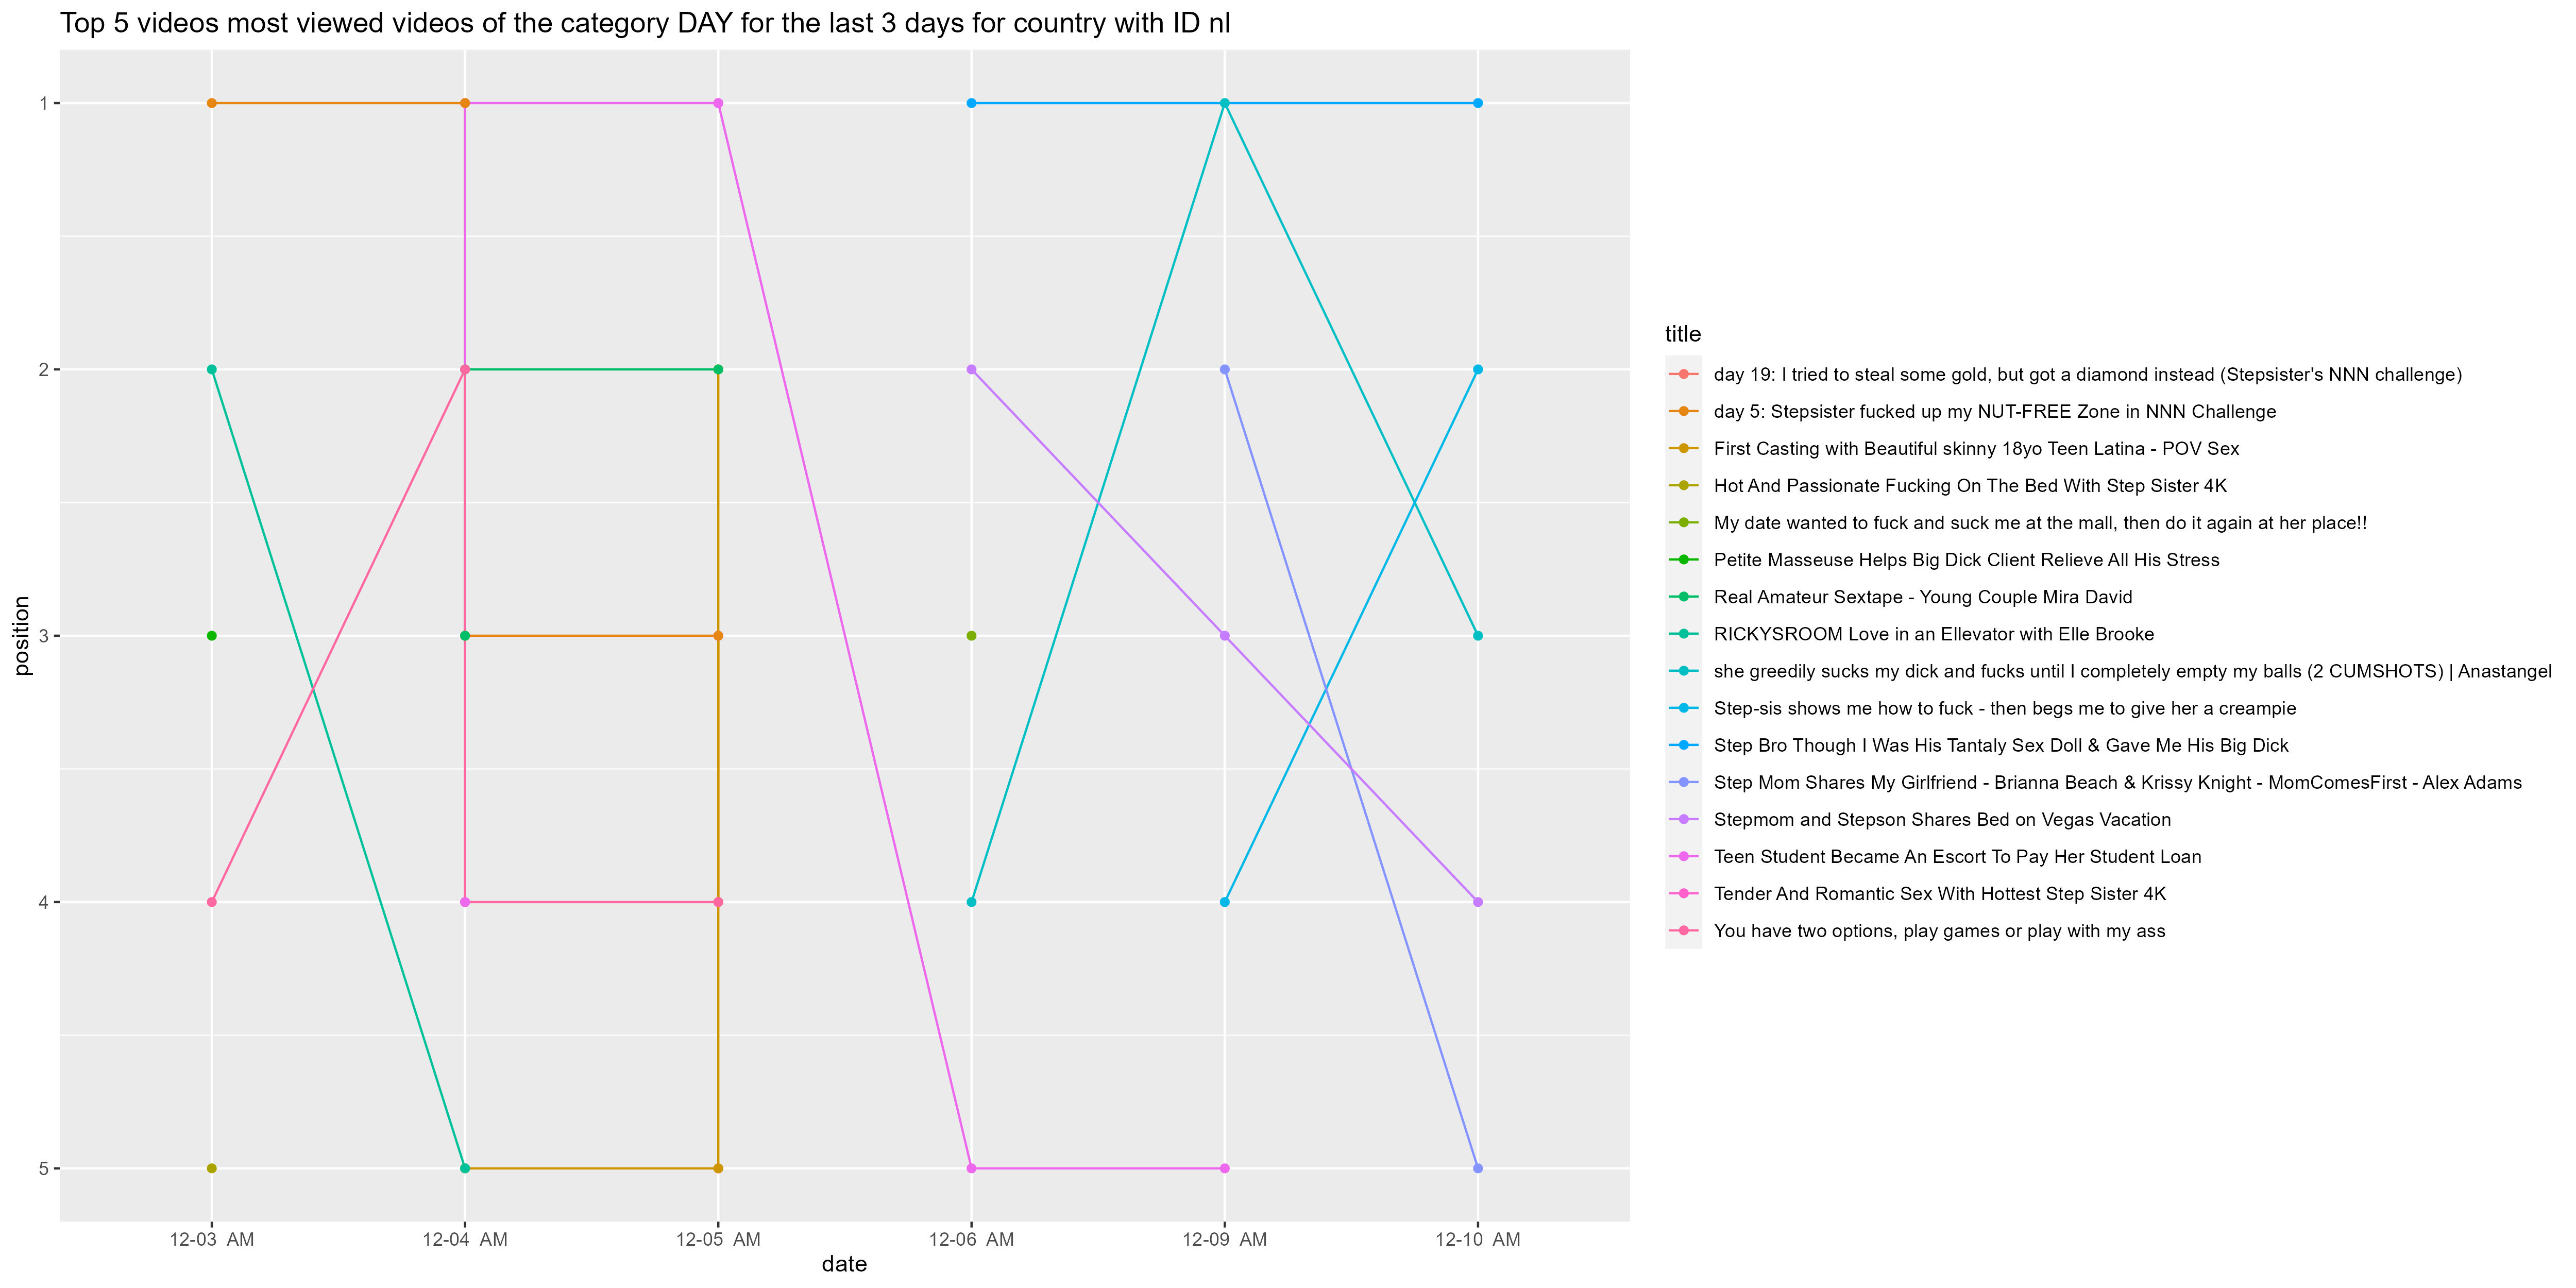 Top 5 videos most viewed videos of the category DAY for the last 3 days for country with ID nl
position
1
2
3
4
5
12-03 AM
12-04 AM
12-05 AM
12-06 AM
12-09 AM
12-10 AM
date
title
day 19: I tried to steal some gold, but got a diamond instead (Stepsister's NNN challenge)
day 5: Stepsister fucked up my NUT-FREE Zone in NNN Challenge
First Casting with Beautiful skinny 18yo Teen Latina - POV Sex
Hot And Passionate Fucking On The Bed With Step Sister 4K
My date wanted to fuck and suck me at the mall, then do it again at her place!!
Petite Masseuse Helps Big Dick Client Relieve All His Stress
Real Amateur Sextape - Young Couple Mira David
RICKYSROOM Love in an Ellevator with Elle Brooke
she greedily sucks my dick and fucks until I completely empty my balls (2 CUMSHOTS) | Anastangel
Step-sis shows me how to fuck - then begs me to give her a creampie
Step Bro Though I Was His Tantaly Sex Doll & Gave Me His Big Dick
Step Mom Shares My Girlfriend - Brianna Beach & Krissy Knight - MomComesFirst - Alex Adams
Stepmom and Stepson Shares Bed on Vegas Vacation
Teen Student Became An Escort To Pay Her Student Loan
Tender And Romantic Sex With Hottest Step Sister 4K
You have two options, play games or play with my ass